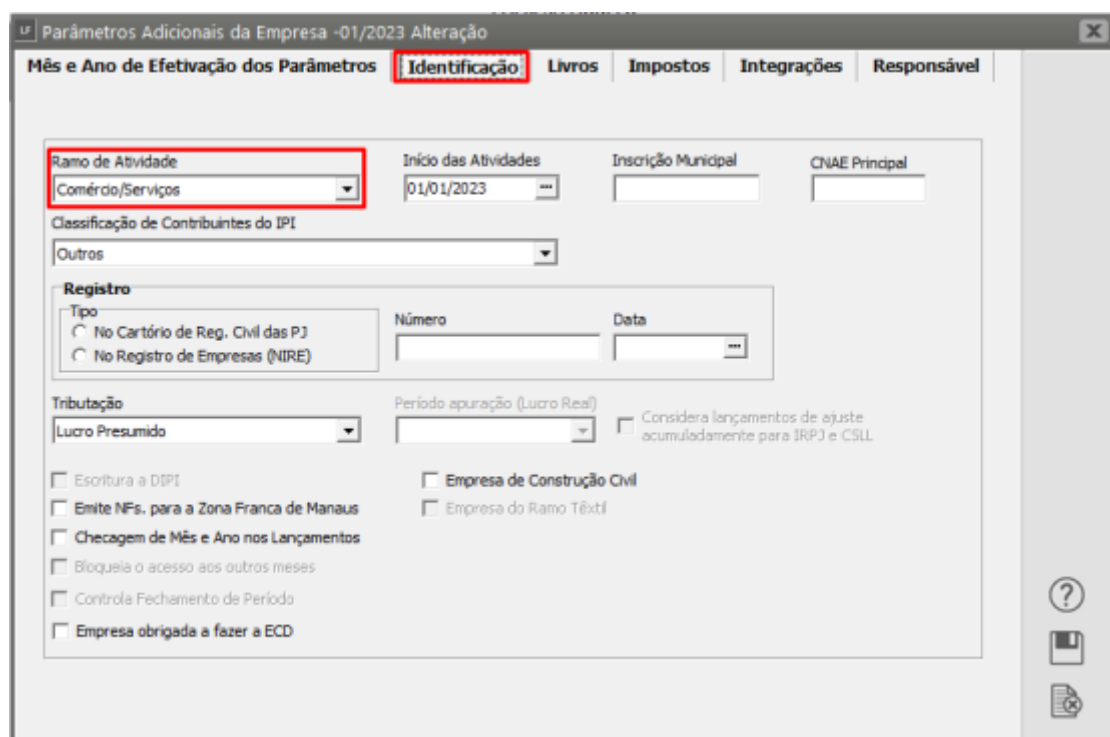 LF Parâmetros Adicionais da Empresa -01/2023 Alteração
Mês e Ano de Efetivação dos Parâmetros Identificação Livros Impostos Integrações Responsável
Ramo de Atividade Início das Atividades Inscrição Municipal CNAE Principal
Comércio/Serviços 01/01/2023 ...
Classificação de Contribuintes do IPI
Outros
Registro
Tipo
No Cartório de Reg. Civil das PJ Número Data
No Registro de Empresas (NIRE) ...
Tributação Período apuração (Lucro Real) Considera lançamentos de ajuste
Lucro Presumido acumuladamente para IRPJ e CSLL
Escritura a DIPI Empresa de Construção Civil
Emite NFs. para a Zona Franca de Manaus Empresa do Ramo Têxtil
Checagem de Mês e Ano nos Lançamentos
Bloqueia o acesso aos outros meses
Controla Fechamento de Período
Empresa obrigada a fazer a ECD